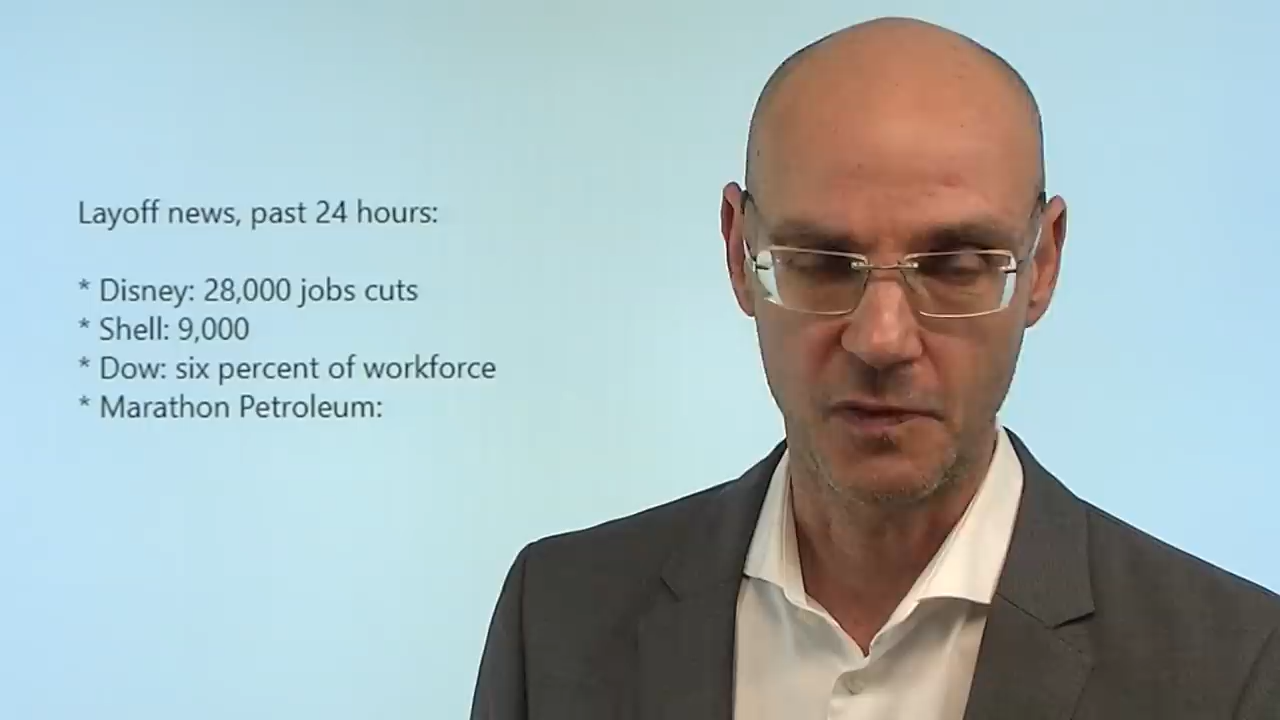 Layoff news, past 24 hours:
* Disney: 28,000 jobs cuts
* Shell: 9,000
* Dow: six percent of workforce
* Marathon Petroleum: